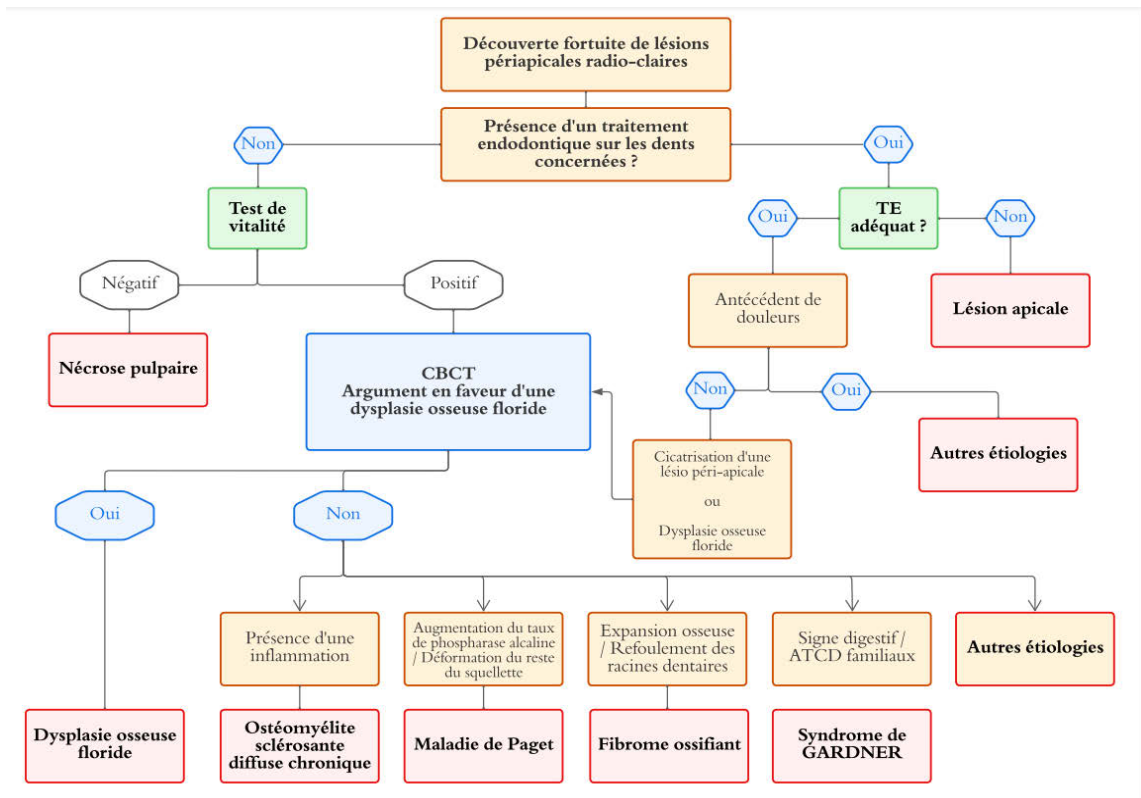 Découverte fortuite de lésions
périapicales radio-claires
Présence d'un traitement
endodontique sur les dents
concernées ?
Non
Oui
Test de
vitalité
Oui
TE
adéquat ?
Non
Négatif
Positif
Antécédent de
douleurs
Lésion apicale
Nécrose pulpaire
CBCT
Argument en faveur d'une
dysplasie osseuse floride
Non
Oui
Cicatrisation d'une
lésio péri-apicale
ou
Dysplasie osseuse
floride
Autres étiologies
Oui
Non
Présence d'une
inflammation
Augmentation du taux
de phospharase alcaline
/ Déformation du reste
du squellette
Expansion osseuse
/ Refoulement des
racines dentaires
Signe digestif /
ATCD familiaux
Autres étiologies
Dysplasie osseuse
floride
Ostéomyélite
sclérosante
diffuse chronique
Maladie de Paget
Fibrome ossifiant
Syndrome de
GARDNER